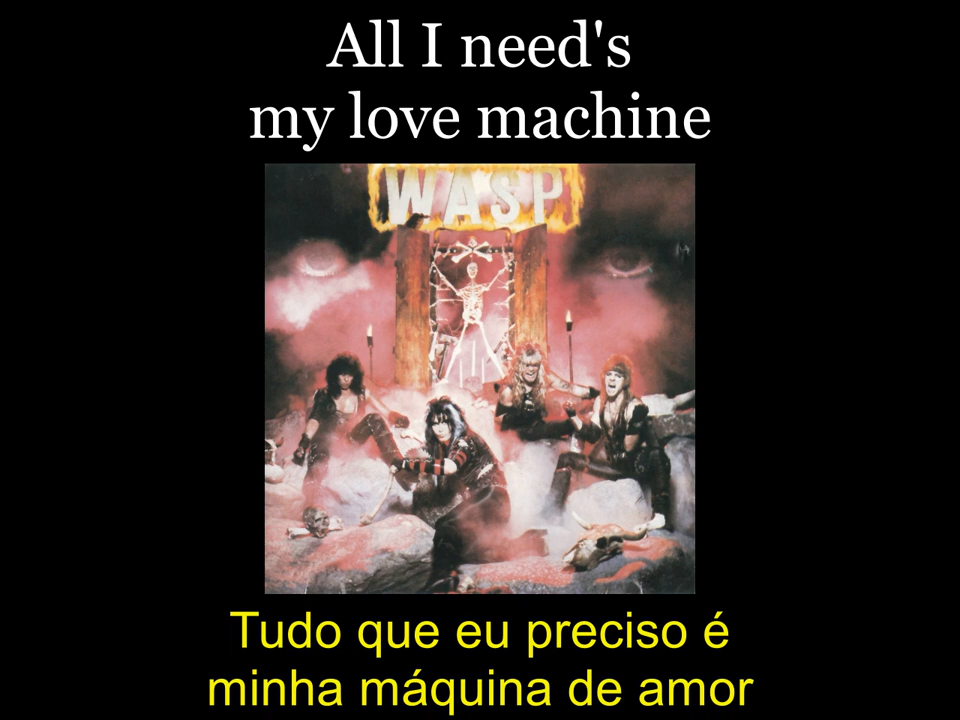 All I need's
my love machine
WASP
Tudo que eu preciso é
minha máquina de amor